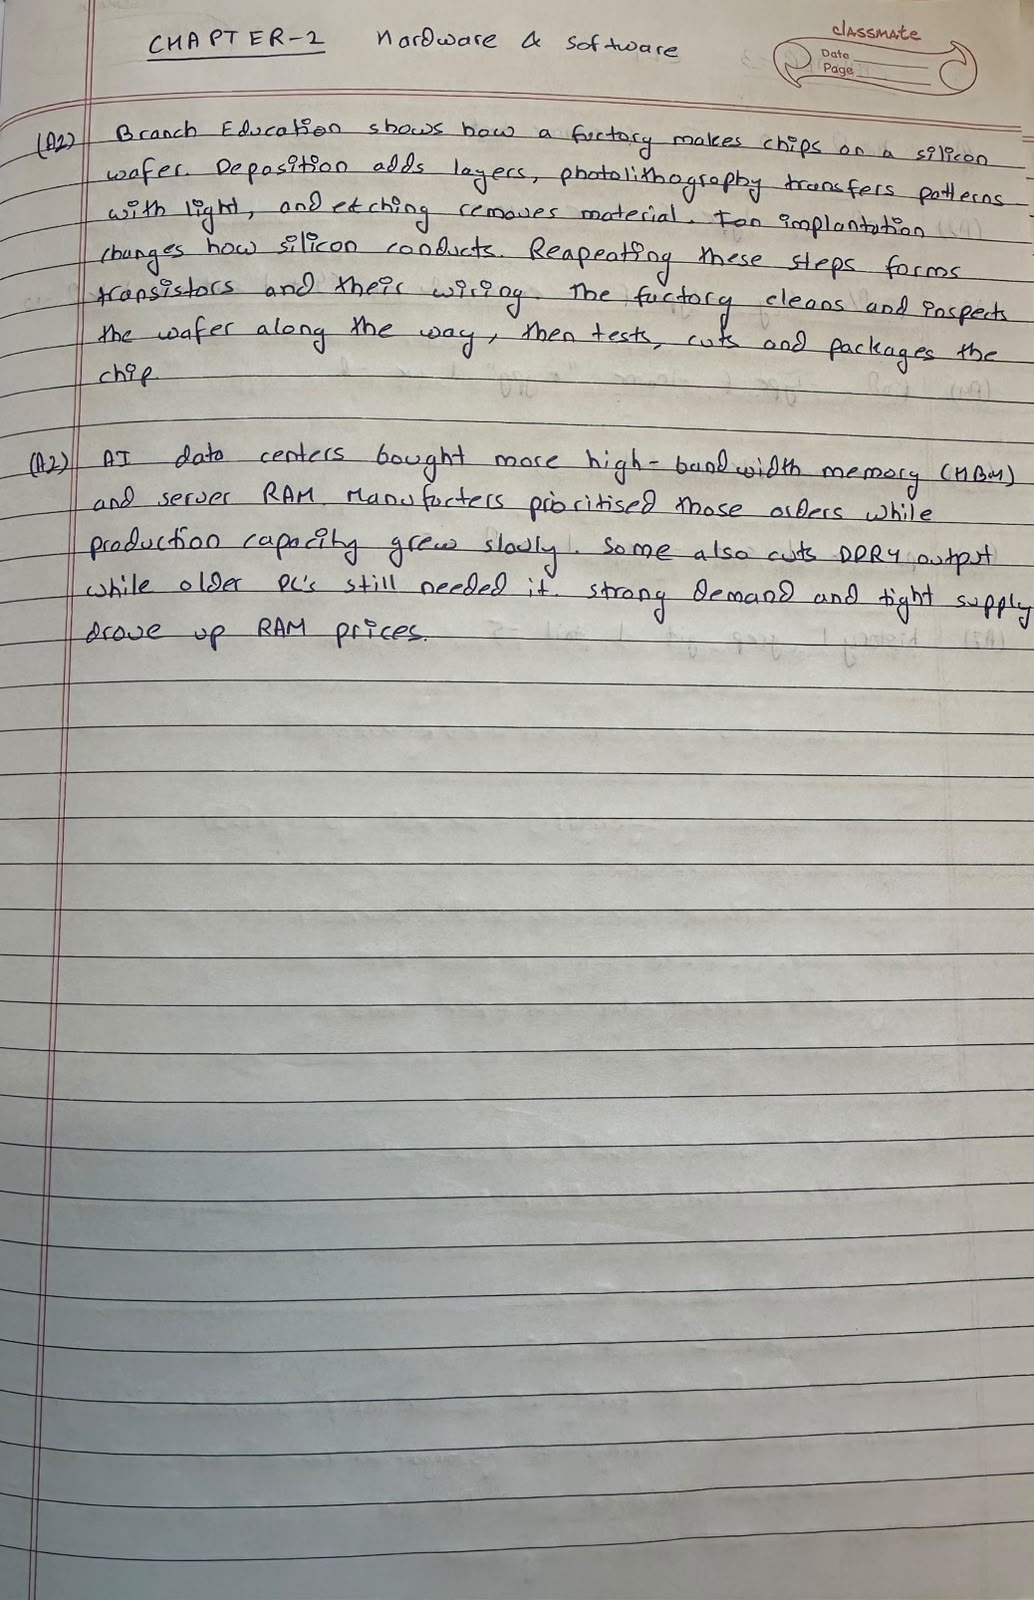 CHAPTER-2 Hardware & Software
classmate
Date
Page
(A1) Branch Education shows how a factory makes chips on a silicon
wafer. Deposition adds layers, photolithography transfers patterns
with light, and etching removes material. Ion implantation
changes how silicon conducts. Reapeating these steps forms
transistors and their wiring. The factory cleans and inspects
the wafer along the way, then tests, cuts and packages the
chip.
(A2) AI data centers bought more high-bandwidth memory (HBM)
and server RAM. Manufacters prioritised those orders while
production capacity grew slowly. Some also cuts DDR4 output
while older PC's still needed it. strong demand and tight supply
drove up RAM prices.